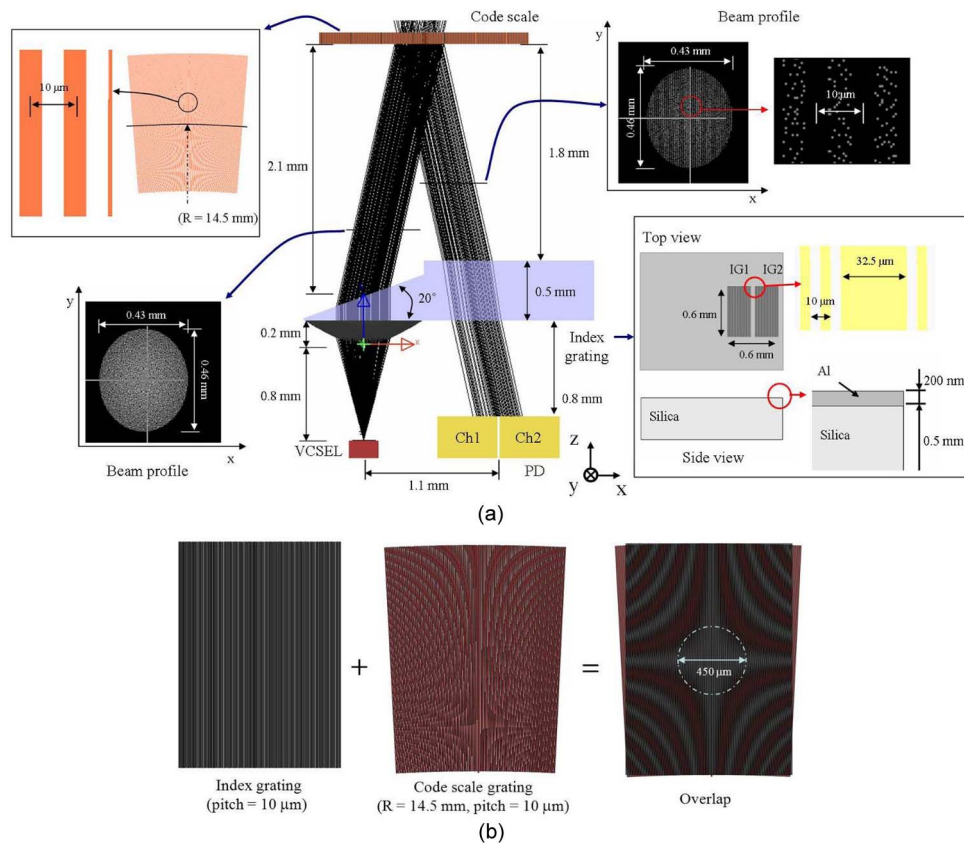 Code scale
Beam profile
y
0.43 mm
0.46 mm
x
10 μm
10 μm
(R = 14.5 mm)
2.1 mm
1.8 mm
20°
0.5 mm
0.2 mm
x
Index
grating
0.8 mm
0.8 mm
VCSEL
Ch1
Ch2
PD
1.1 mm
z
y
x
y
0.43 mm
0.46 mm
x
Beam profile
Top view
IG1
IG2
0.6 mm
0.6 mm
32.5 μm
10 μm
Al
200 nm
Silica
Silica
0.5 mm
Side view
(a)
+
=
450 μm
Index grating
(pitch = 10 μm)
Code scale grating
(R = 14.5 mm, pitch = 10 μm)
Overlap
(b)